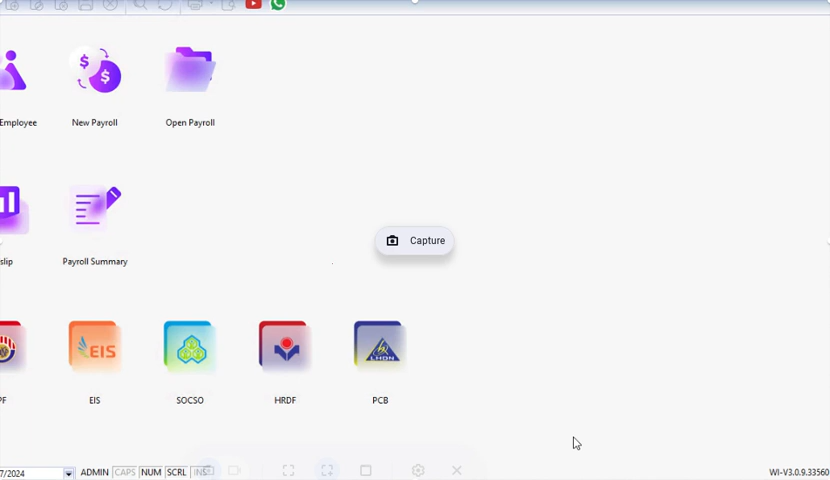 Employee New Payroll Open Payroll
Capture
slip Payroll Summary
EIS
LHDN
PF EIS SOCSO HRDF PCB
7/2024 ADMIN CAPS NUM SCRL INS
WI-V3.0.9.33560